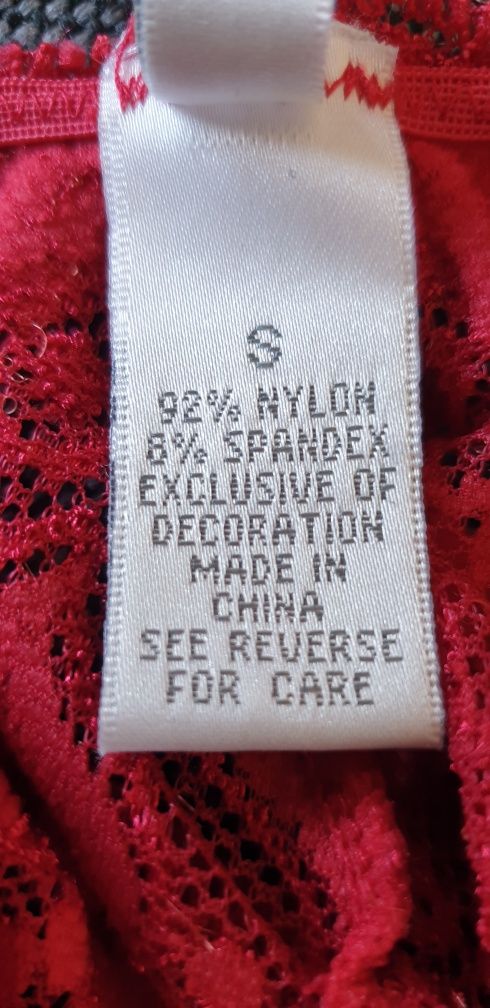 S
92% NYLON
8% SPANDEX
EXCLUSIVE OF
DECORATION
MADE IN
CHINA
SEE REVERSE
FOR CARE